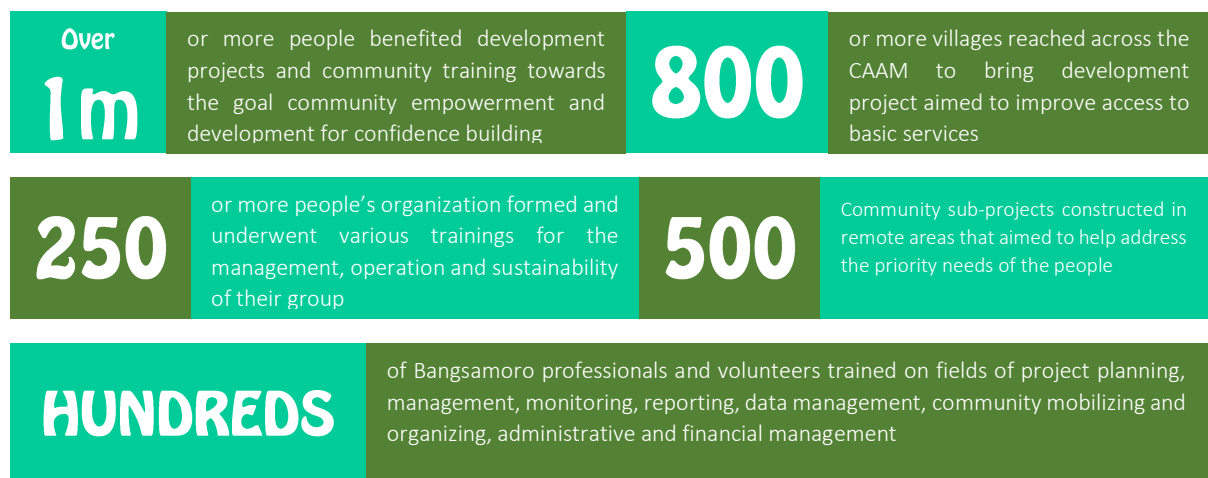 Over
1m
or more people benefited development
projects and community training towards
the goal community empowerment and
development for confidence building
800
or more villages reached across the
CAAM to bring development
project aimed to improve access to
basic services
250
or more people’s organization formed and
underwent various trainings for the
management, operation and sustainability
of their group
500
Community sub-projects constructed in
remote areas that aimed to help address
the priority needs of the people
HUNDREDS
of Bangsamoro professionals and volunteers trained on fields of project planning,
management, monitoring, reporting, data management, community mobilizing and
organizing, administrative and financial management